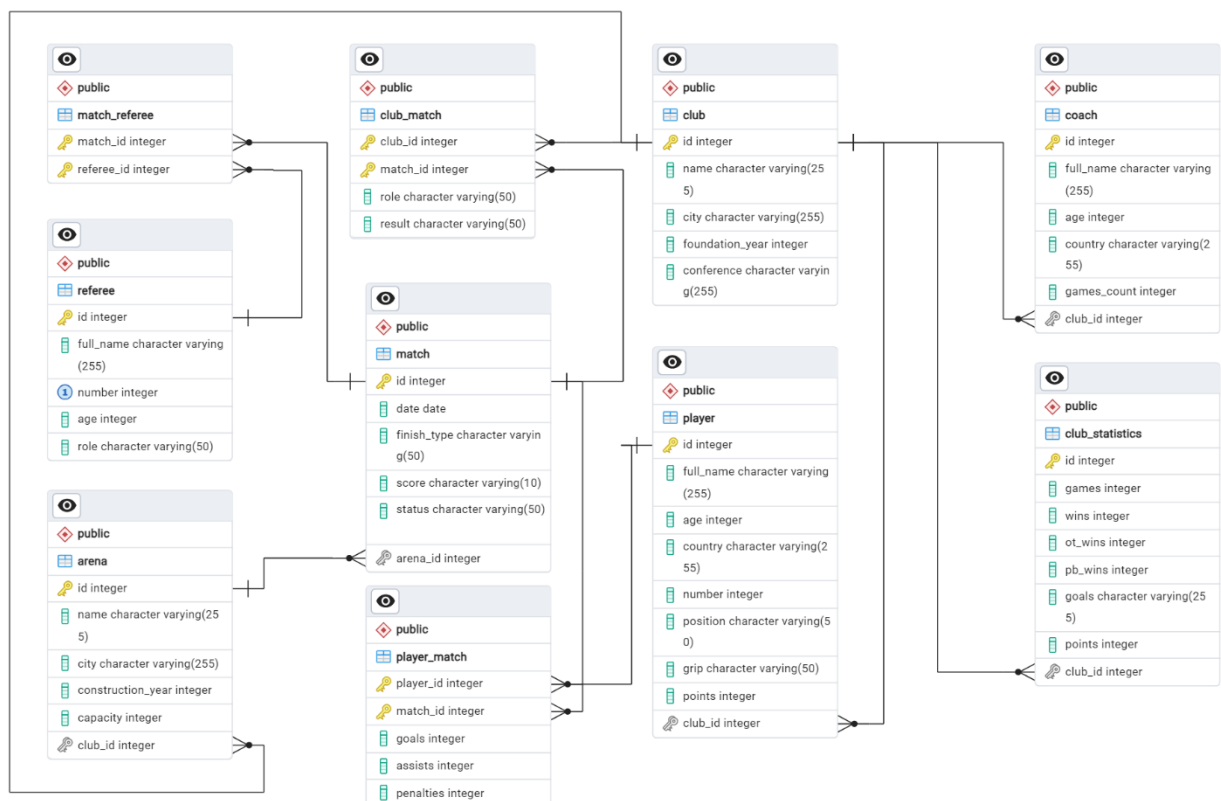 public
match_referee
match_id integer
referee_id integer
public
referee
id integer
full_name character varying
(255)
1 number integer
age integer
role character varying(50)
public
arena
id integer
name character varying(25
5)
city character varying(255)
construction_year integer
capacity integer
club_id integer
public
club_match
club_id integer
match_id integer
role character varying(50)
result character varying(50)
public
match
id integer
date date
finish_type character varyin
g(50)
score character varying(10)
status character varying(50)
arena_id integer
public
player_match
player_id integer
match_id integer
goals integer
assists integer
penalties integer
public
club
id integer
name character varying(25
5)
city character varying(255)
foundation_year integer
conference character varyin
g(255)
public
player
id integer
full_name character varying
(255)
age integer
country character varying(2
55)
number integer
position character varying(5
0)
grip character varying(50)
points integer
club_id integer
public
coach
id integer
full_name character varying
(255)
age integer
country character varying(2
55)
games_count integer
club_id integer
public
club_statistics
id integer
games integer
wins integer
ot_wins integer
pb_wins integer
goals character varying(25
5)
points integer
club_id integer